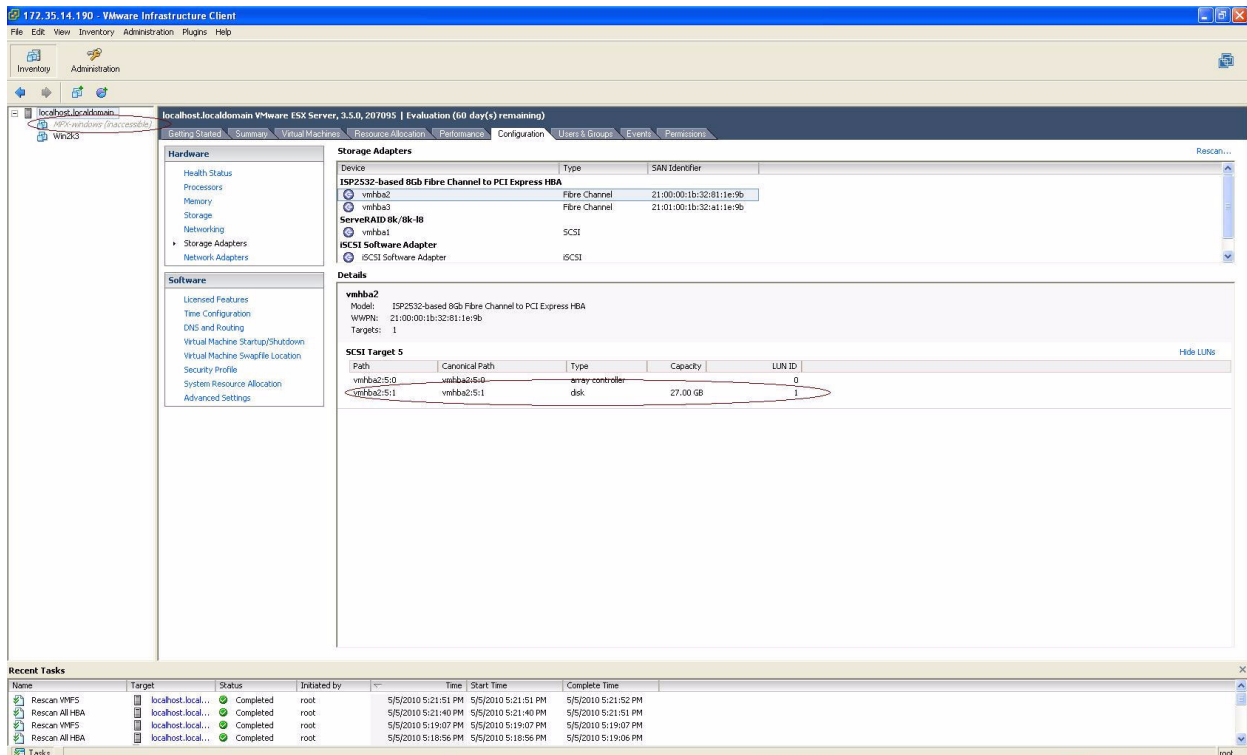 172.35.14.190 - VMware Infrastructure Client
File Edit View Inventory Administration Plugins Help
Inventory Administration
localhost.localdomain
MPX-windows (inaccessible)
Win2k3
localhost.localdomain VMware ESX Server, 3.5.0, 207095 | Evaluation (60 day(s) remaining)
Getting Started Summary Virtual Machines Resource Allocation Performance Configuration Users & Groups Events Permissions
Hardware
Health Status
Processors
Memory
Storage
Networking
Storage Adapters
Network Adapters
Software
Licensed Features
Time Configuration
DNS and Routing
Virtual Machine Startup/Shutdown
Virtual Machine Swapfile Location
Security Profile
System Resource Allocation
Advanced Settings
Storage Adapters Rescan...
Device Type SAN Identifier
ISP2532-based 8Gb Fibre Channel to PCI Express HBA
vmhba2 Fibre Channel 21:00:00:1b:32:81:1e:9b
vmhba3 Fibre Channel 21:01:00:1b:32:a1:1e:9b
ServeRAID 8k/8k-l8
vmhba1 SCSI
iSCSI Software Adapter
iSCSI Software Adapter iSCSI
Details
vmhba2
Model: ISP2532-based 8Gb Fibre Channel to PCI Express HBA
WWPN: 21:00:00:1b:32:81:1e:9b
Targets: 1
SCSI Target 5 Hide LUNs
Path Canonical Path Type Capacity LUN ID
vmhba2:5:0 vmhba2:5:0 array controller 0
vmhba2:5:1 vmhba2:5:1 disk 27.00 GB 1
Recent Tasks
Name Target Status Initiated by Time Start Time Complete Time
Rescan VMFS localhost.local... Completed root 5/5/2010 5:21:51 PM 5/5/2010 5:21:51 PM 5/5/2010 5:21:52 PM
Rescan All HBA localhost.local... Completed root 5/5/2010 5:21:40 PM 5/5/2010 5:21:40 PM 5/5/2010 5:21:51 PM
Rescan VMFS localhost.local... Completed root 5/5/2010 5:19:07 PM 5/5/2010 5:19:07 PM 5/5/2010 5:19:07 PM
Rescan All HBA localhost.local... Completed root 5/5/2010 5:18:56 PM 5/5/2010 5:18:56 PM 5/5/2010 5:19:06 PM
Tasks root